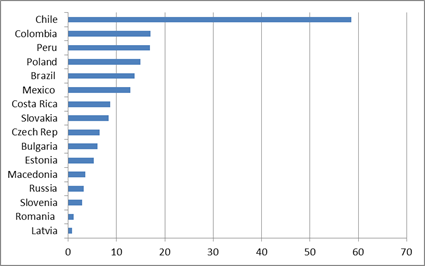 Chile
Colombia
Peru
Poland
Brazil
Mexico
Costa Rica
Slovakia
Czech Rep
Bulgaria
Estonia
Macedonia
Russia
Slovenia
Romania
Latvia
0 10 20 30 40 50 60 70